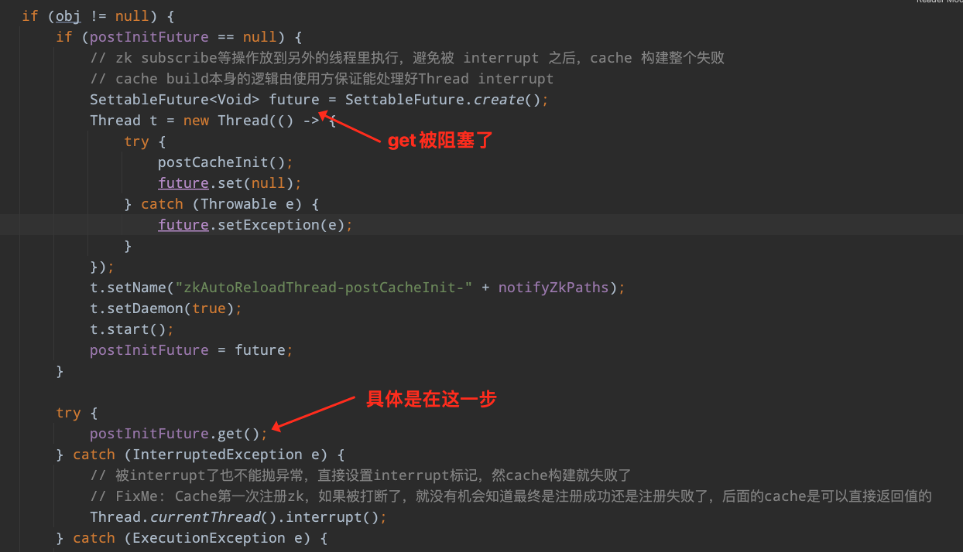 Reader Mod
if (obj != null) {
if (postInitFuture == null) {
// zk subscribe等操作放到另外的线程里执行，避免被 interrupt 之后，cache 构建整个失败
// cache build本身的逻辑由使用方保证能处理好Thread interrupt
SettableFuture<Void> future = SettableFuture.create();
Thread t = new Thread(() -> {
get被阻塞了
try {
postCacheInit();
future.set(null);
} catch (Throwable e) {
future.setException(e);
}
});
t.setName("zkAutoReloadThread-postCacheInit-" + notifyZkPaths);
t.setDaemon(true);
t.start();
postInitFuture = future;
}
具体是在这一步
try {
postInitFuture.get();
} catch (InterruptedException e) {
// 被interrupt了也不能抛异常，直接设置interrupt标记，然cache构建就失败了
// FixMe: Cache第一次注册zk，如果被打断了，就没有机会知道最终是注册成功还是注册失败了，后面的cache是可以直接返回值的
Thread.currentThread().interrupt();
} catch (ExecutionException e) {